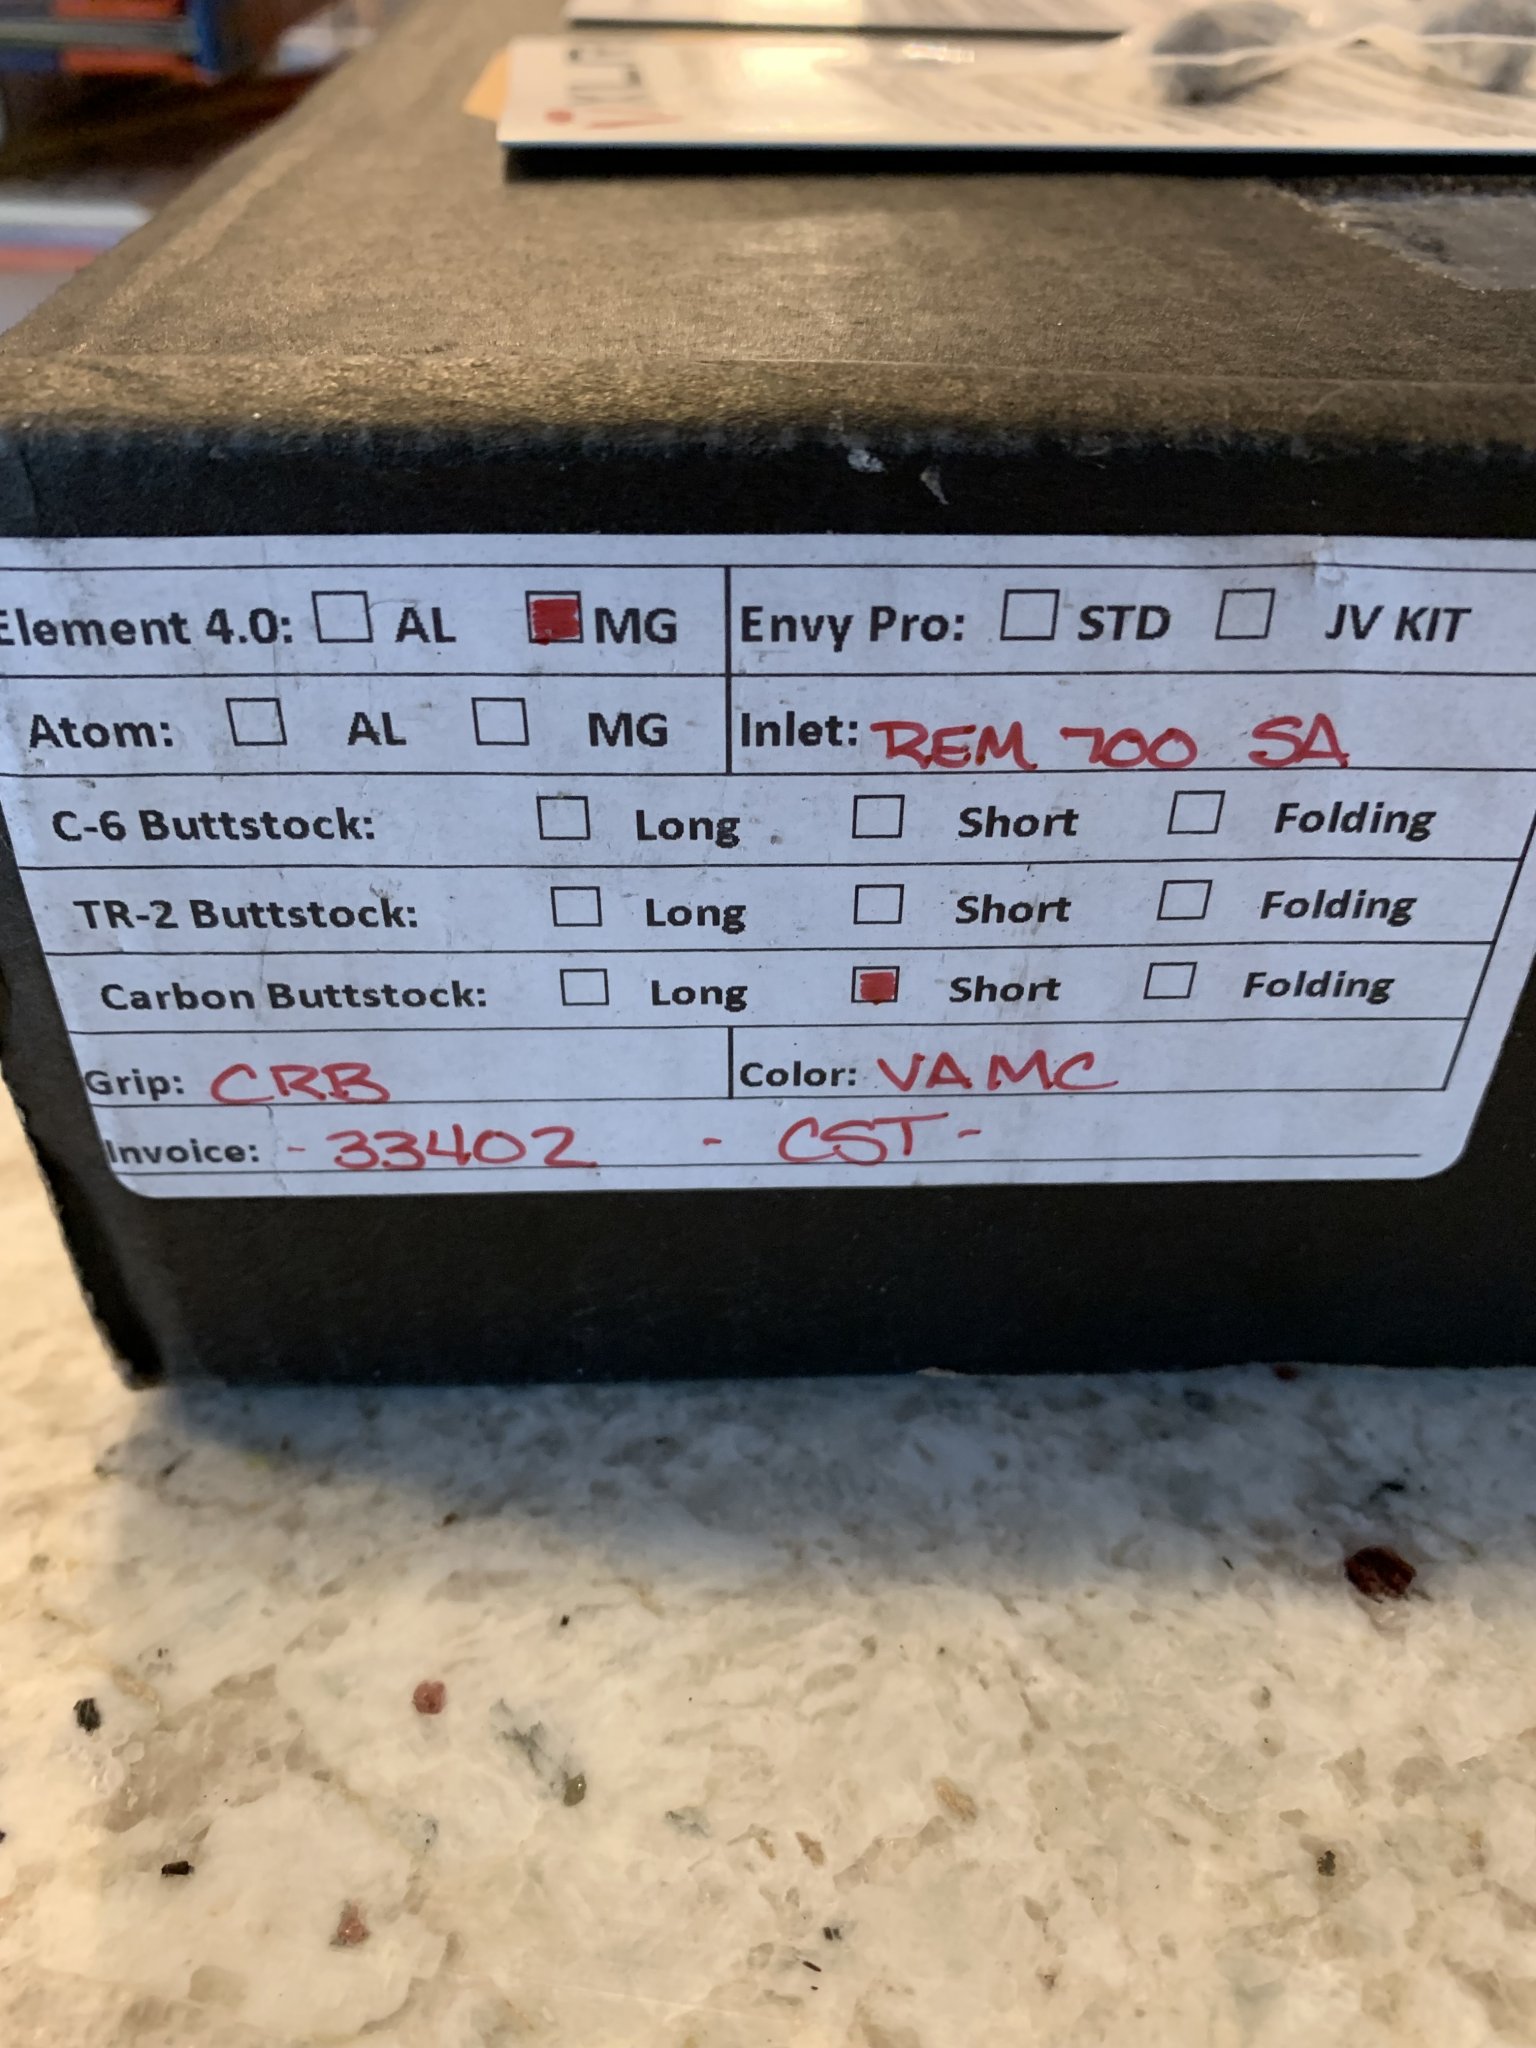 Element 4.0: AL MG Envy Pro: STD JV KIT
Atom: AL MG Inlet: REM 700 SA
C-6 Buttstock: Long Short Folding
TR-2 Buttstock: Long Short Folding
Carbon Buttstock: Long Short Folding
Grip: CRB Color: VAMC
Invoice: - 33402 - CST -